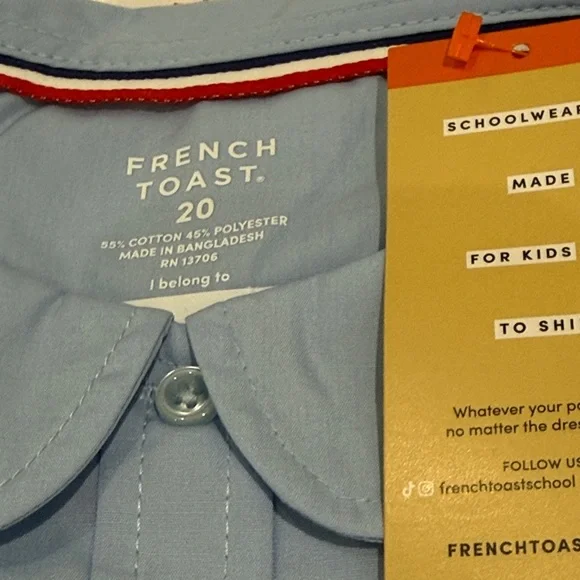 FRENCH
TOAST®
20
55% COTTON 45% POLYESTER
MADE IN BANGLADESH
RN 13706
I belong to
SCHOOLWEAR
MADE
FOR KIDS
TO SHI
Whatever your pa
no matter the dres
FOLLOW US
frenchtoastschool
FRENCHTOAS